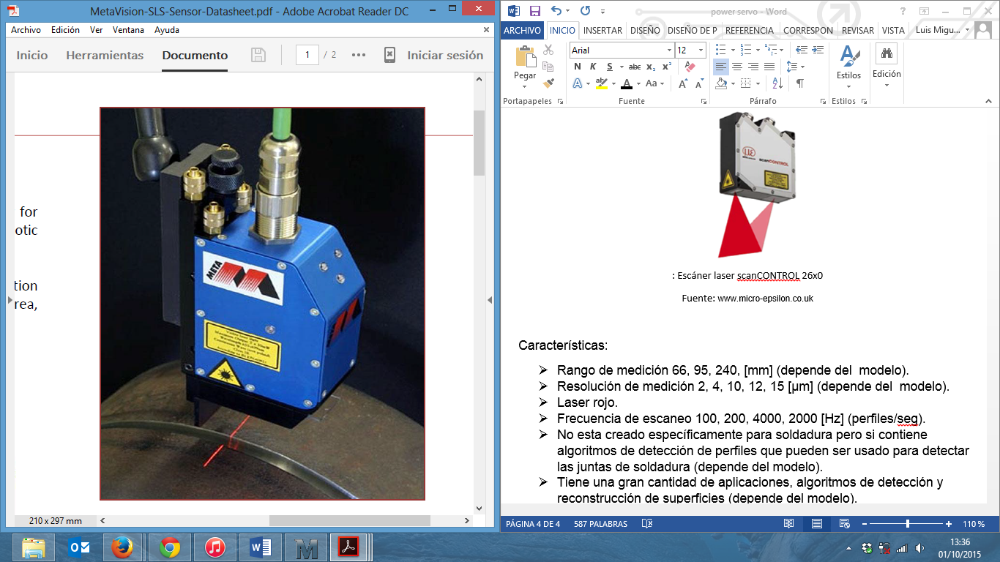 MetaVision-SLS-Sensor-Datasheet.pdf - Adobe Acrobat Reader DC
Archivo Edición Ver Ventana Ayuda
Inicio Herramientas Documento 1 / 2 Iniciar sesión
for
otic
tion
rea,
META
210 x 297 mm
power servo - Word
ARCHIVO INICIO INSERTAR DISEÑO DISEÑO DE P REFERENCIA CORRESPON REVISAR VISTA Luis Migu...
Pegar
Arial 12
N K S abc x₂ x²
A ab A Aa A A
Estilos
Edición
Portapapeles Fuente Párrafo Estilos
scanCONTROL
: Escáner laser scanCONTROL 26x0
Fuente: www.micro-epsilon.co.uk
Características:
Rango de medición 66, 95, 240, [mm] (depende del modelo).
Resolución de medición 2, 4, 10, 12, 15 [µm] (depende del modelo).
Laser rojo.
Frecuencia de escaneo 100, 200, 4000, 2000 [Hz] (perfiles/seg).
No esta creado específicamente para soldadura pero si contiene
algoritmos de detección de perfiles que pueden ser usado para detectar
las juntas de soldadura (depende del modelo).
Tiene una gran cantidad de aplicaciones, algoritmos de detección y
reconstrucción de superficies (depende del modelo).
PÁGINA 4 DE 4 587 PALABRAS 110 %
13:36
01/10/2015